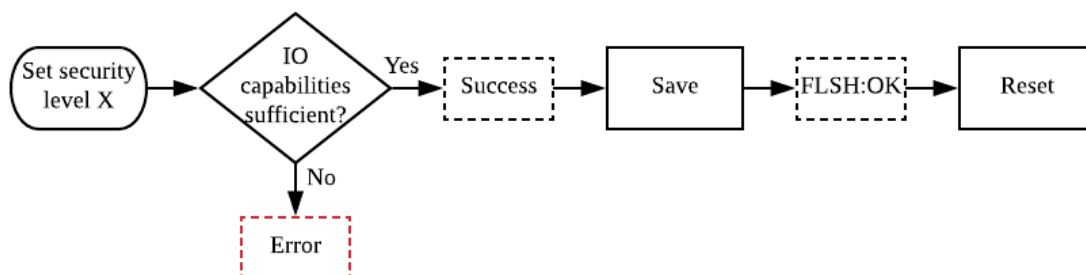 Set security
level X
IO
capabilities
sufficient?
Yes
Success
Save
FLSH:OK
Reset
No
Error